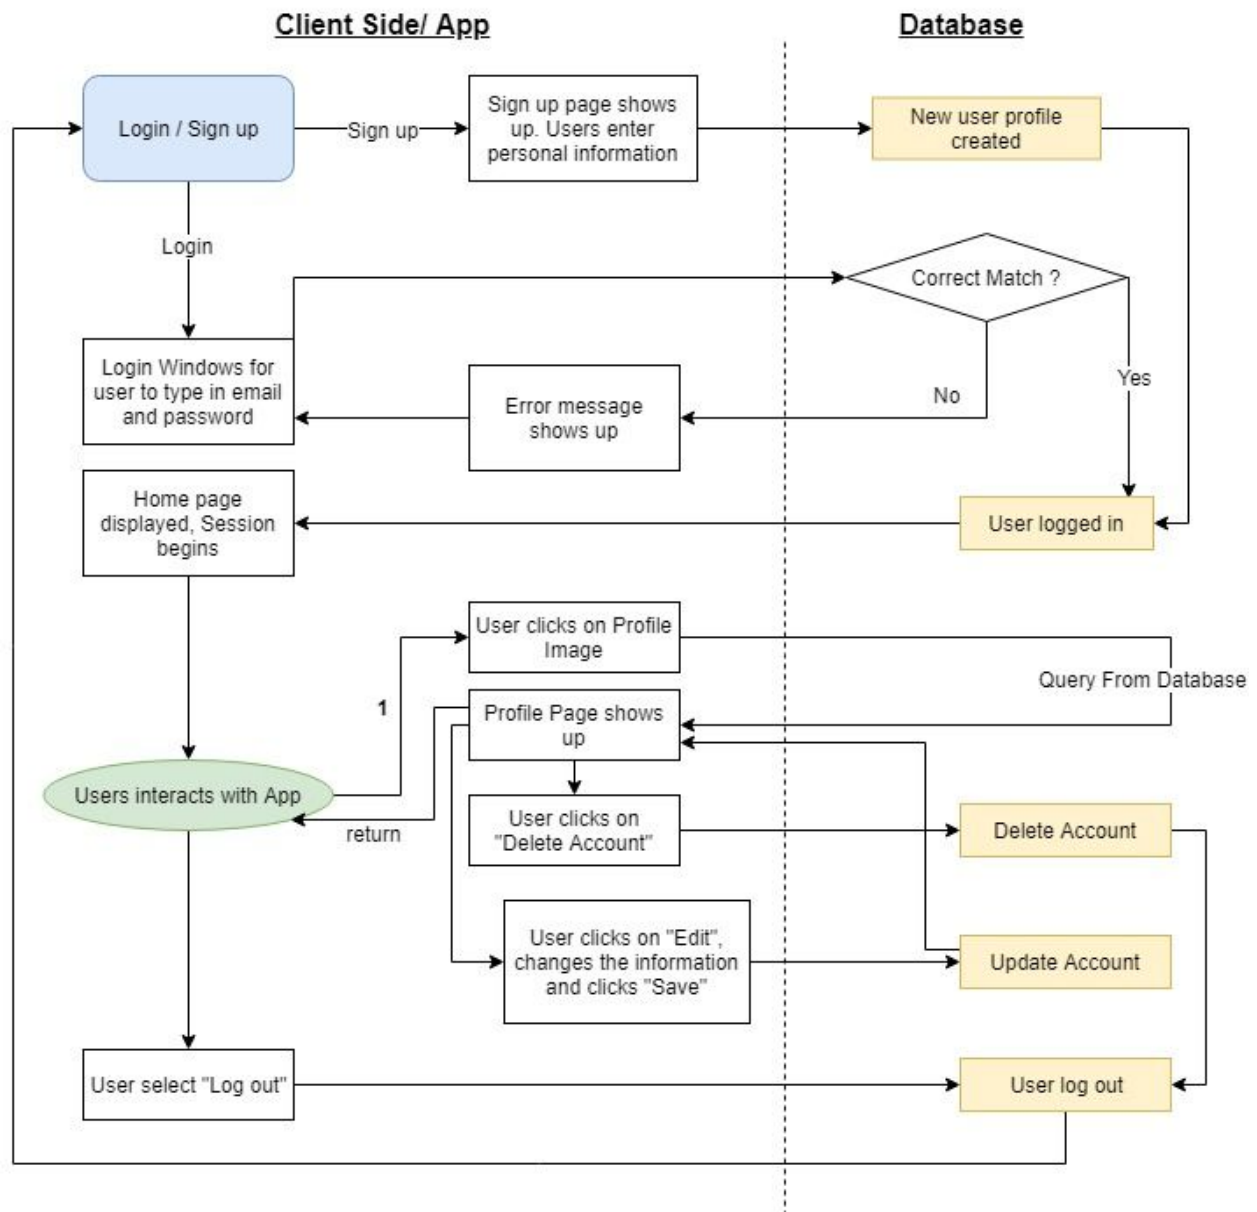 Client Side/ App
Database
Login / Sign up
Sign up
Sign up page shows
up. Users enter
personal information
New user profile
created
Login
Correct Match ?
Login Windows for
user to type in email
and password
Error message
shows up
No
Yes
Home page
displayed, Session
begins
User logged in
User clicks on Profile
Image
Query From Database
1
Profile Page shows
up
Users interacts with App
return
User clicks on
"Delete Account"
Delete Account
User clicks on "Edit",
changes the information
and clicks "Save"
Update Account
User select "Log out"
User log out